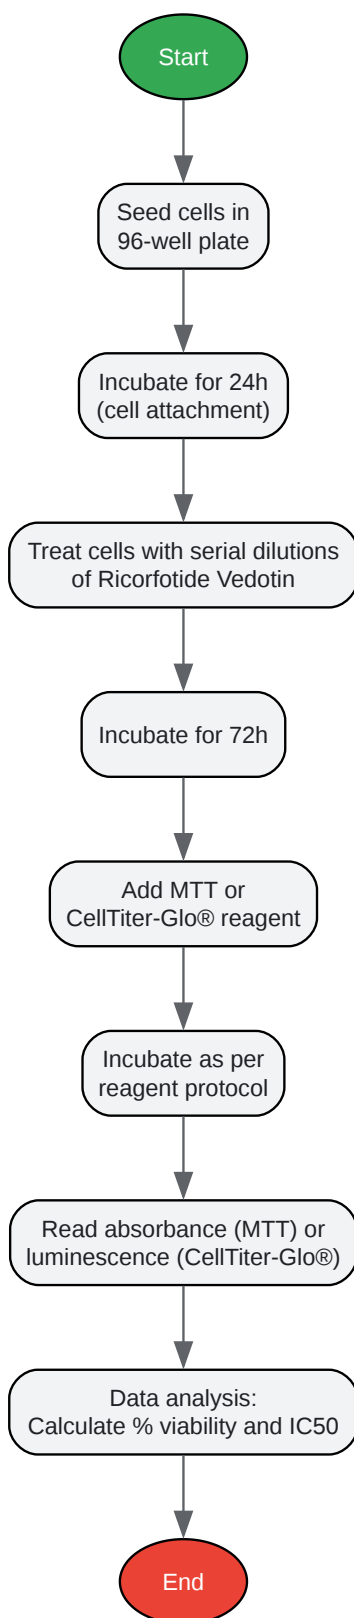 Start
Seed cells in
96-well plate
Incubate for 24h
(cell attachment)
Treat cells with serial dilutions
of Ricorfotide Vedotin
Incubate for 72h
Add MTT or
CellTiter-Glo® reagent
Incubate as per
reagent protocol
Read absorbance (MTT) or
luminescence (CellTiter-Glo®)
Data analysis:
Calculate % viability and IC50
End